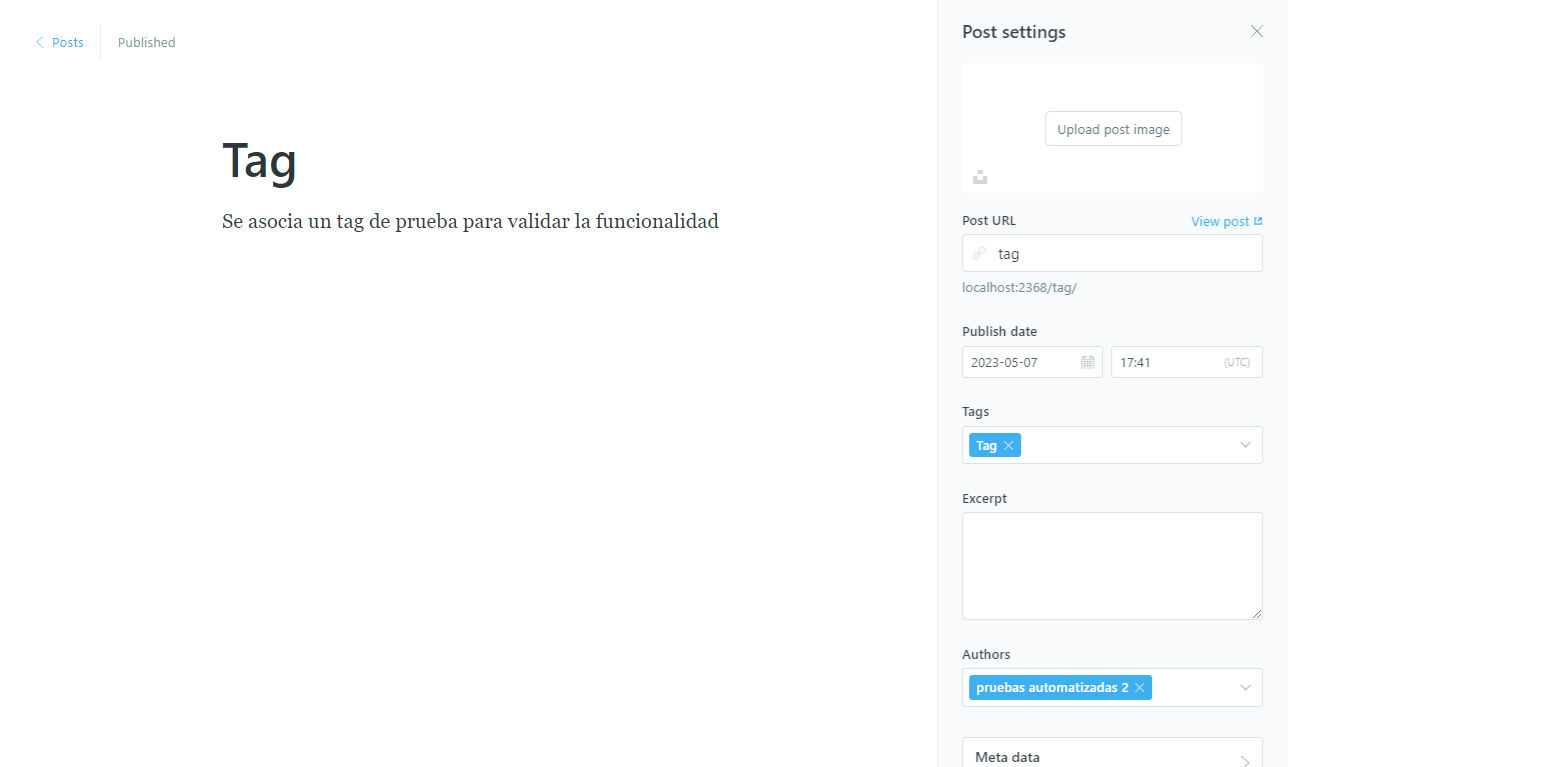 Posts
Published
Tag
Se asocia un tag de prueba para validar la funcionalidad
Post settings
Upload post image
Post URL
View post
tag
localhost:2368/tag/
Publish date
2023-05-07
17:41
(UTC)
Tags
Tag
Excerpt
Authors
pruebas automatizadas 2
Meta data